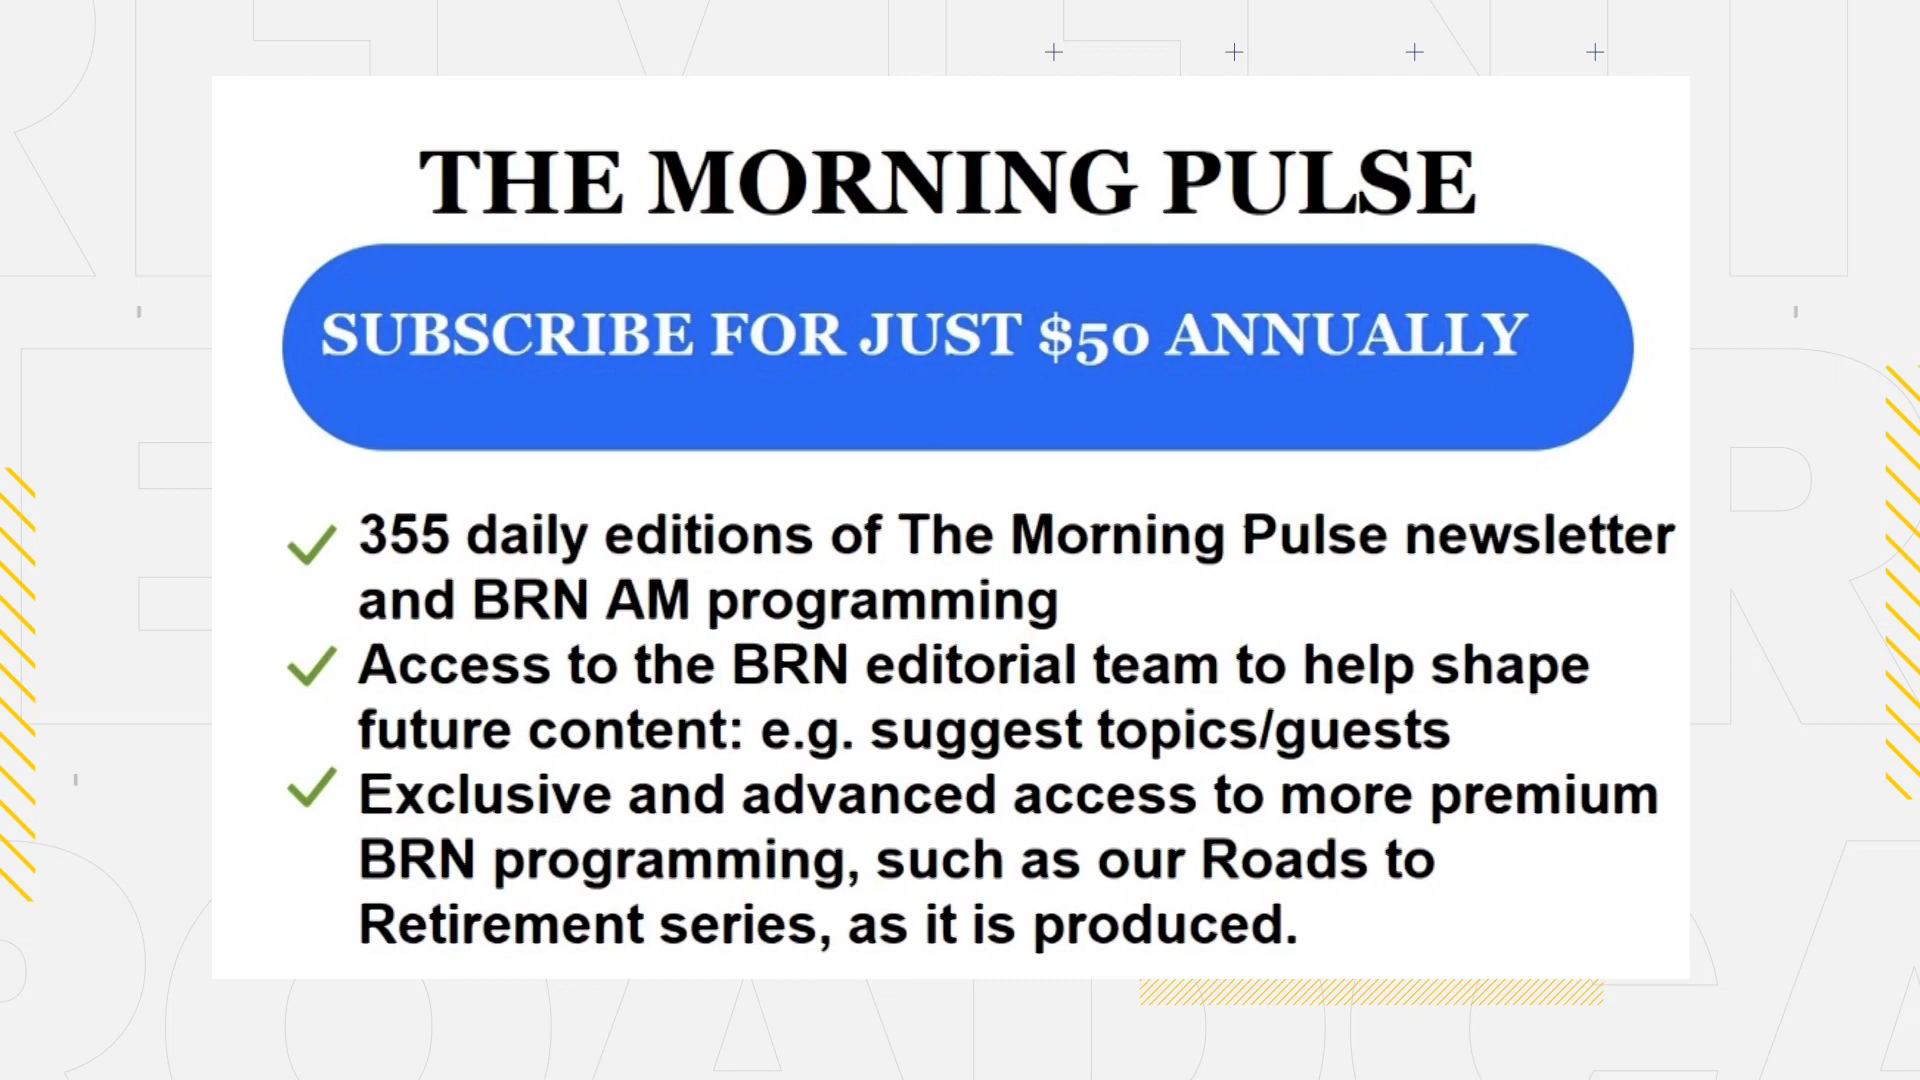 THE MORNING PULSE
SUBSCRIBE FOR JUST $50 ANNUALLY
355 daily editions of The Morning Pulse newsletter
and BRN AM programming
Access to the BRN editorial team to help shape
future content: e.g. suggest topics/guests
Exclusive and advanced access to more premium
BRN programming, such as our Roads to
Retirement series, as it is produced.